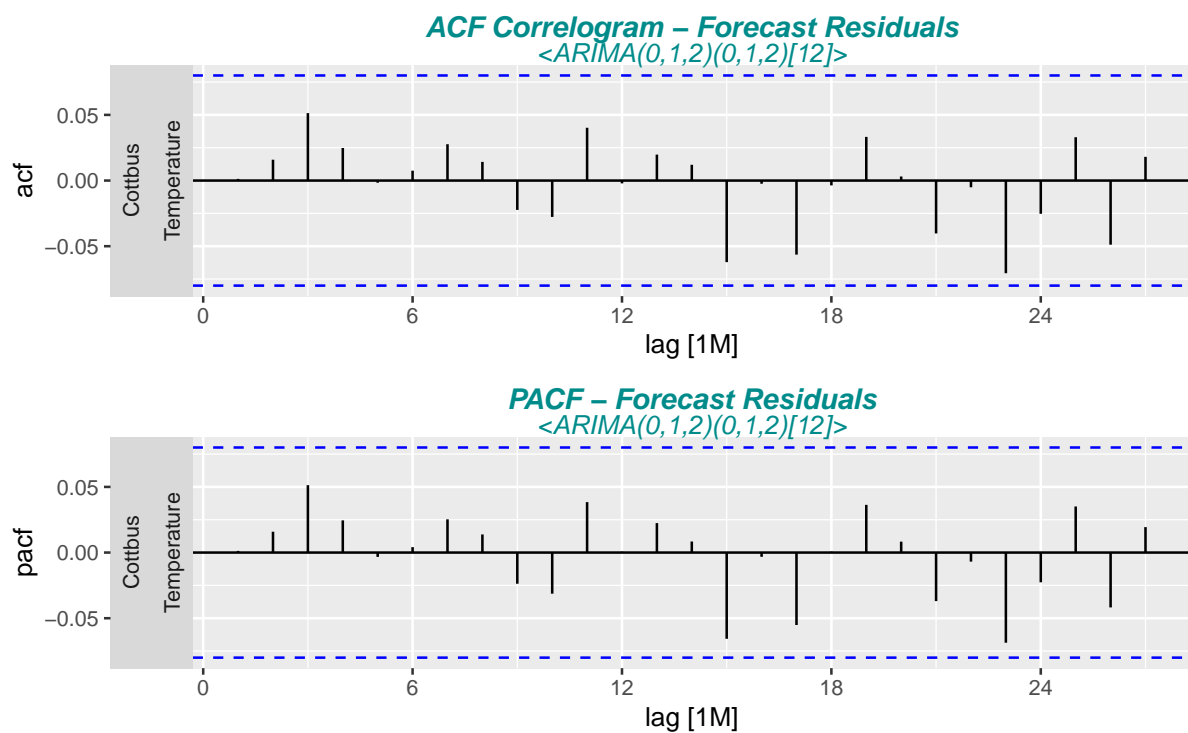 ACF Correlogram – Forecast Residuals
<ARIMA(0,1,2)(0,1,2)[12]>
acf
Cottbus
Temperature
0.05
0.00
−0.05
0 6 12 18 24
lag [1M]
PACF – Forecast Residuals
<ARIMA(0,1,2)(0,1,2)[12]>
pacf
Cottbus
Temperature
0.05
0.00
−0.05
0 6 12 18 24
lag [1M]